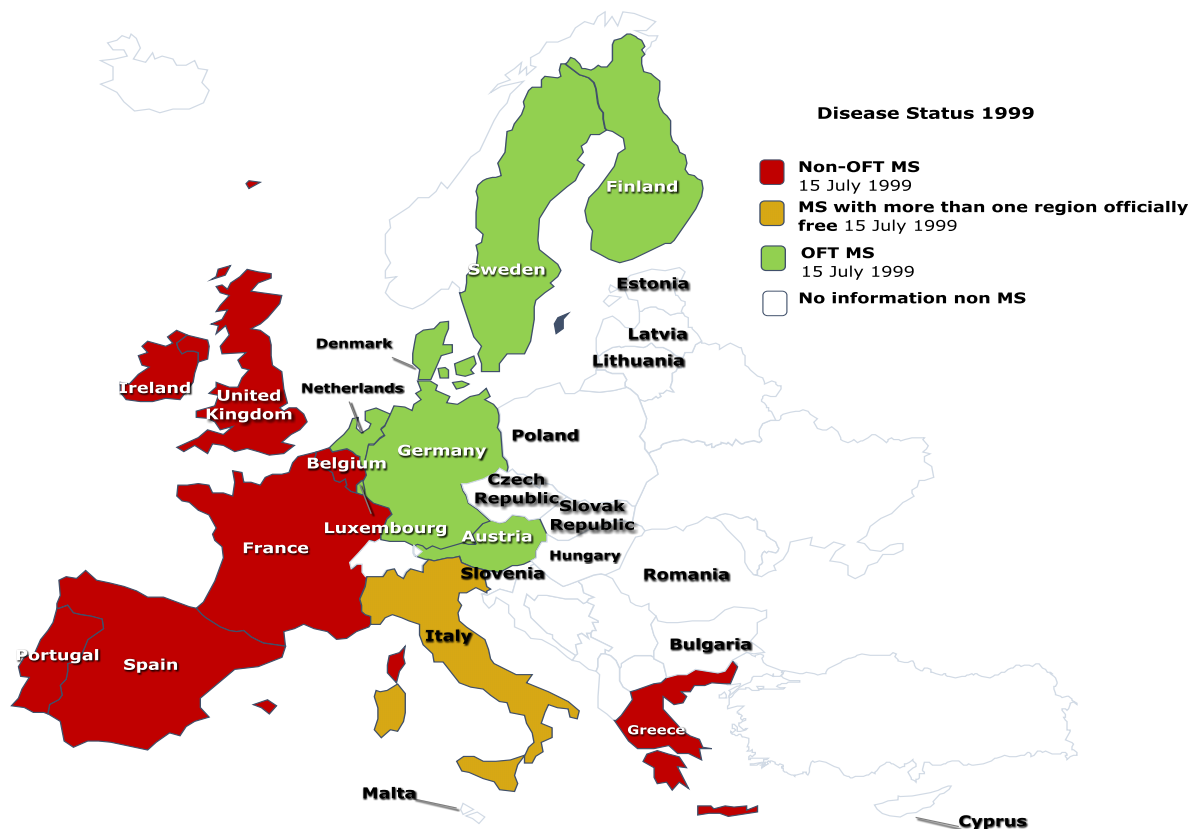 Disease Status 1999
Non-OFT MS
15 July 1999
MS with more than one region officially
free 15 July 1999
OFT MS
15 July 1999
No information non MS
Finland
Sweden
Estonia
Latvia
Lithuania
Denmark
Netherlands
Ireland
United
Kingdom
Belgium
Germany
Poland
Czech
Republic
Slovak
Republic
Luxembourg
Austria
France
Hungary
Slovenia
Romania
Italy
Bulgaria
Portugal
Spain
Greece
Malta
Cyprus